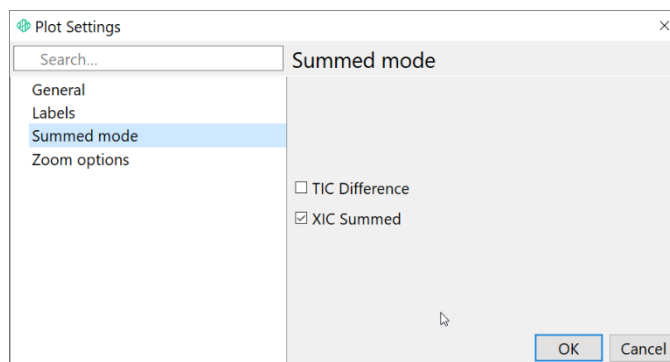 Plot Settings
Search...
Summed mode
General
Labels
Summed mode
Zoom options
TIC Difference
XIC Summed
OK
Cancel